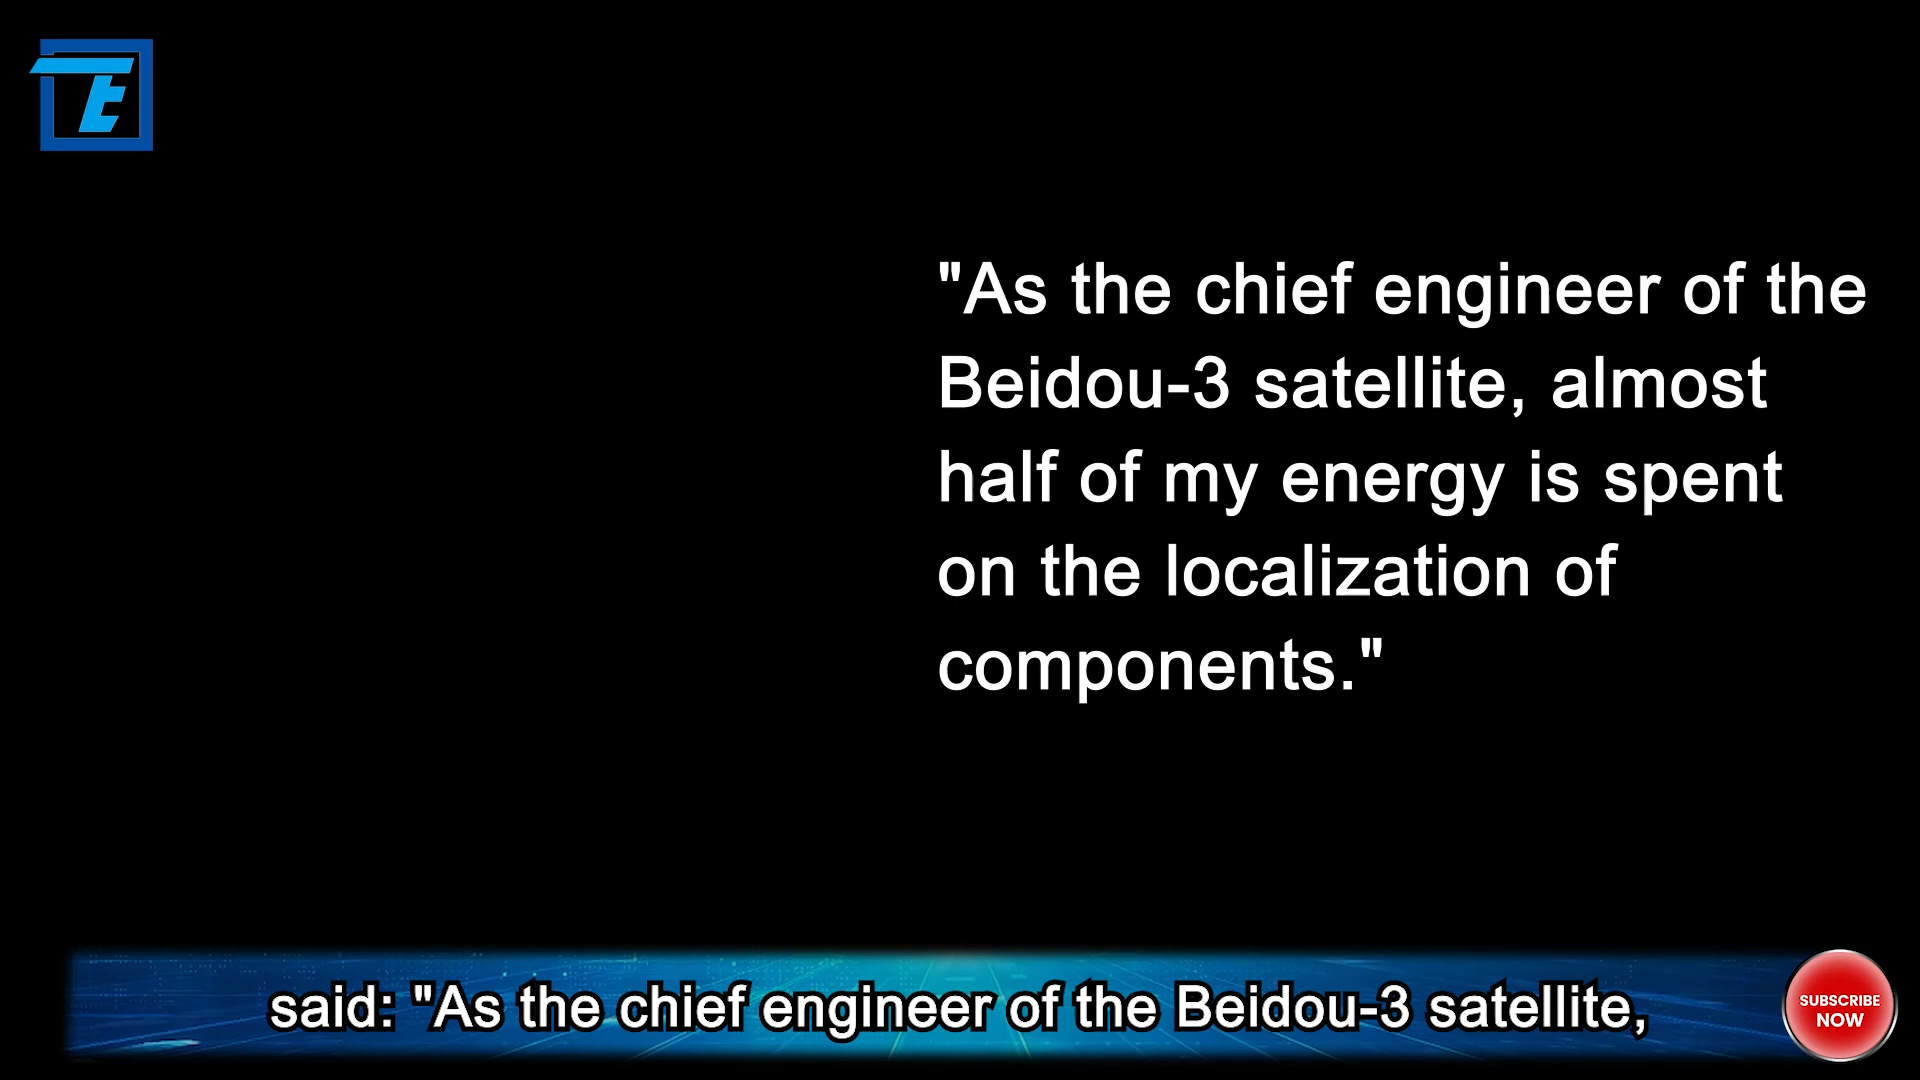 TE
"As the chief engineer of the
Beidou-3 satellite, almost
half of my energy is spent
on the localization of
components."
said: "As the chief engineer of the Beidou-3 satellite,
SUBSCRIBE
NOW